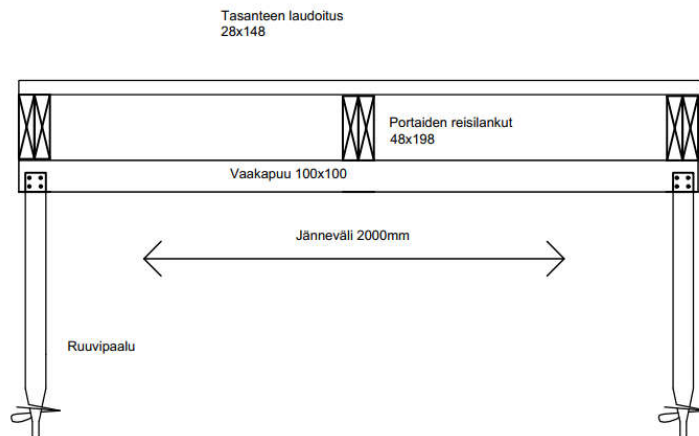 Tasanteen laudoitus
28x148
Portaiden reisilankut
48x198
Vaakapuu 100x100
Jänneväli 2000mm
Ruuvipaalu